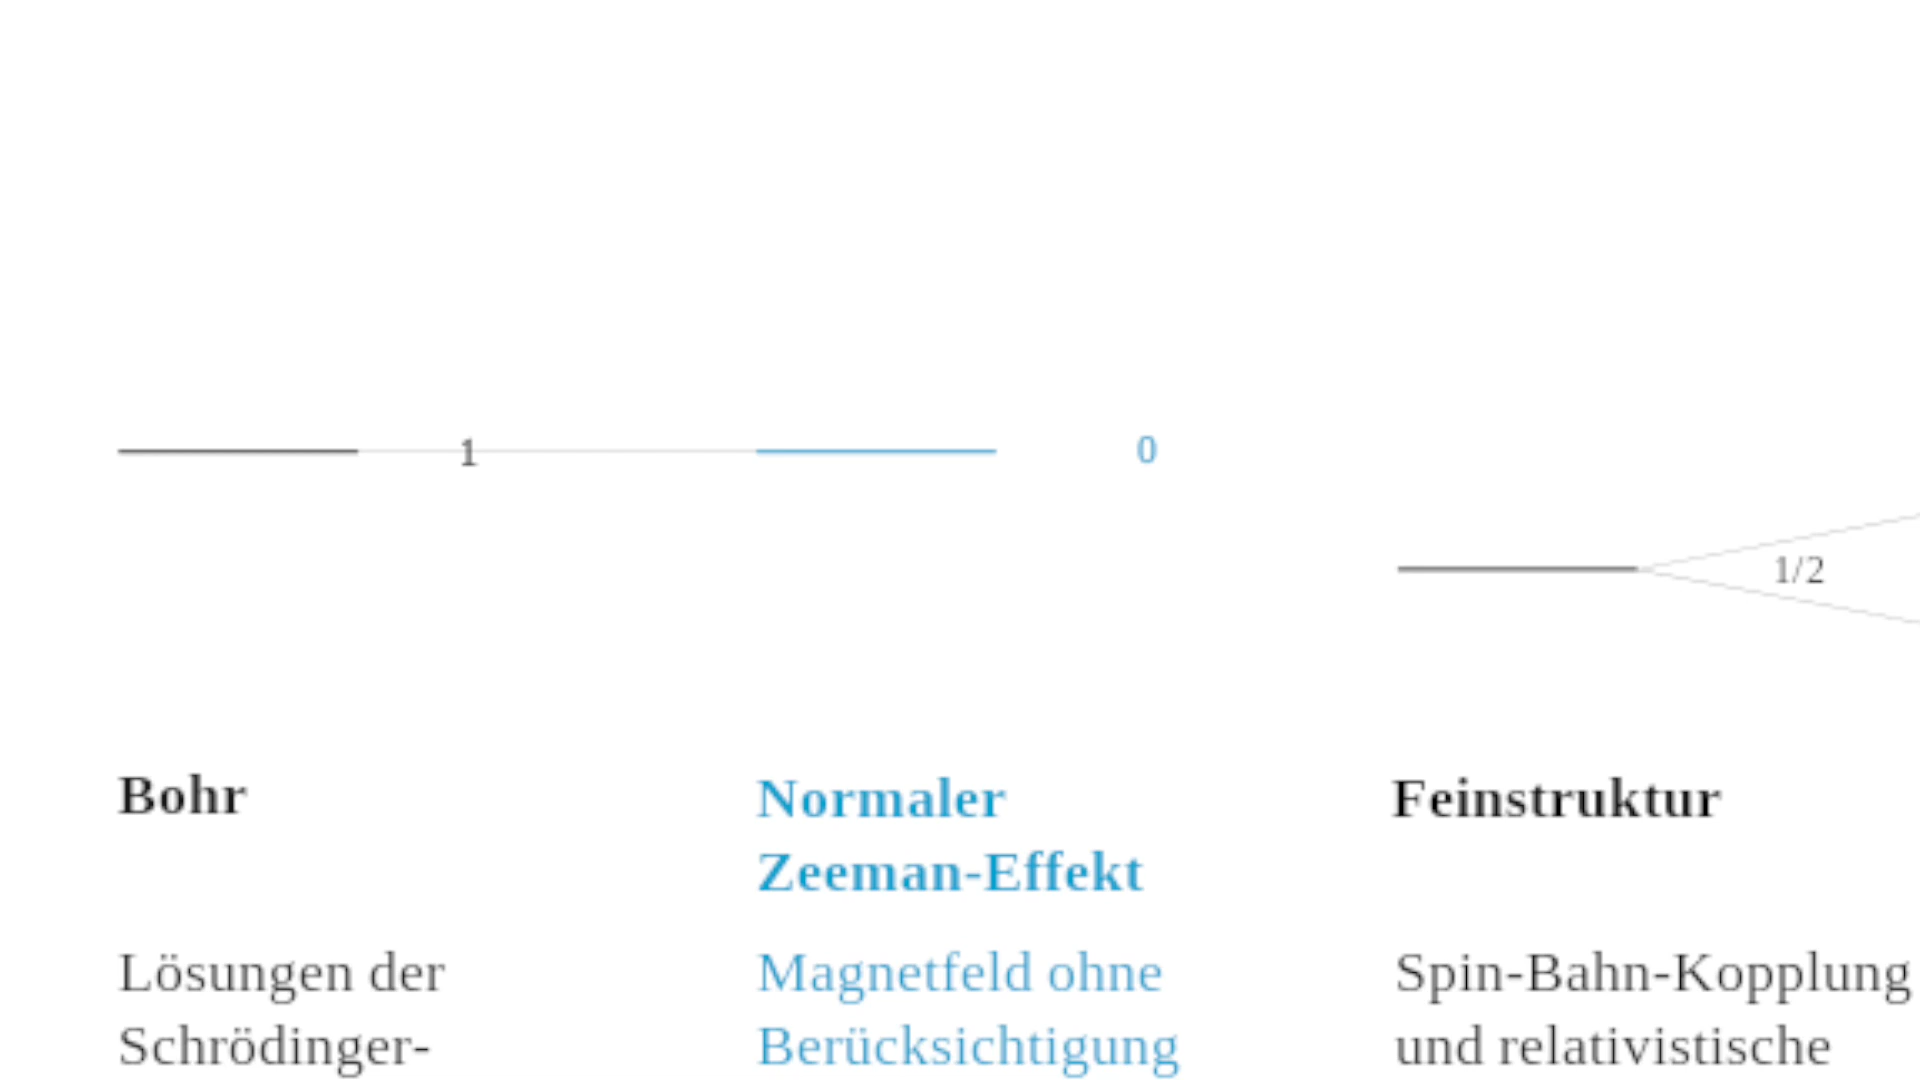 1
0
1/2
Bohr
Normaler
Zeeman-Effekt
Feinstruktur
Lösungen der
Schrödinger-
Magnetfeld ohne
Berücksichtigung
Spin-Bahn-Kopplung
und relativistische